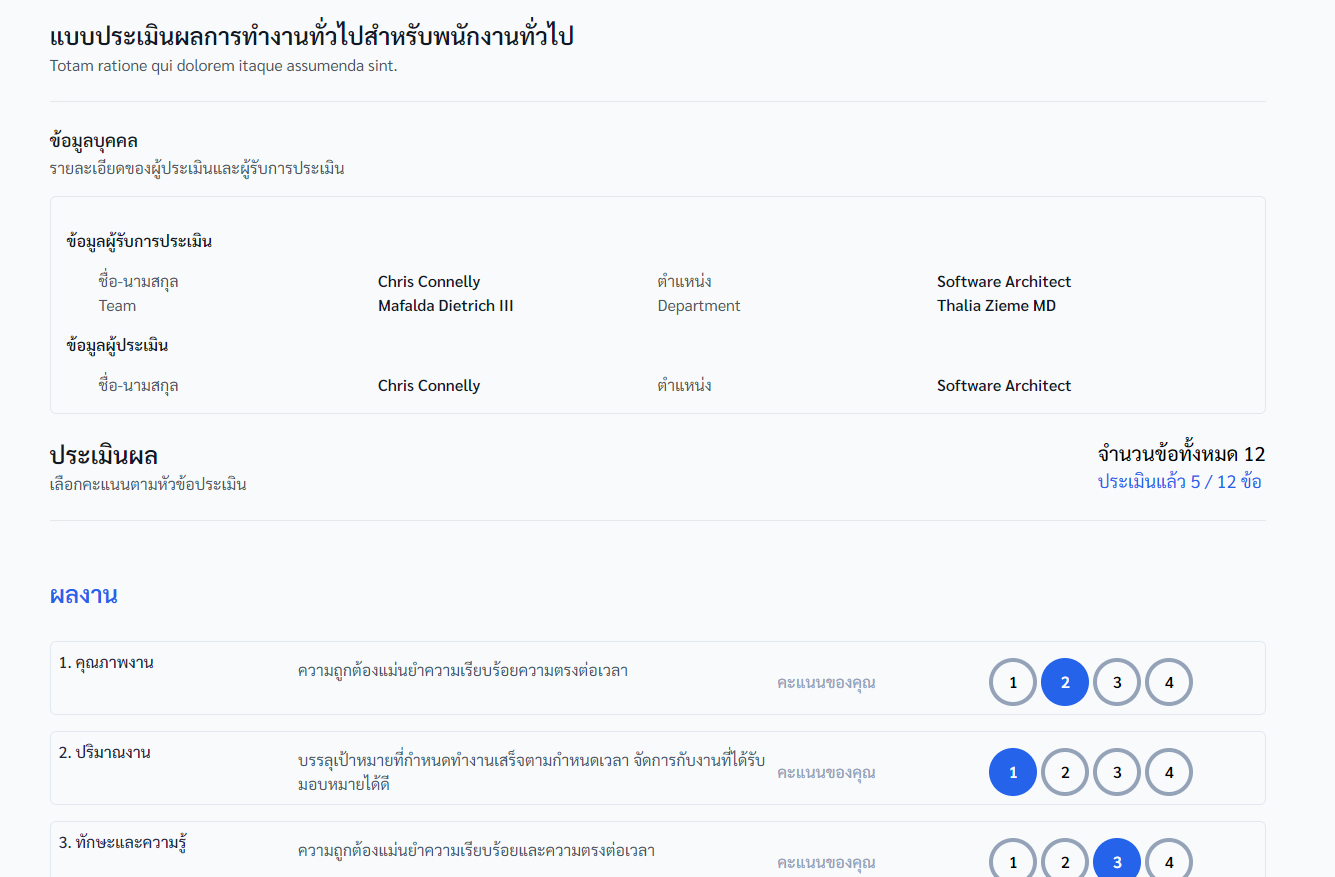 แบบประเมินผลการทำงานทั่วไปสำหรับพนักงานทั่วไป
Totam ratione qui dolorem itaque assumenda sint.
ข้อมูลบุคคล
รายละเอียดของผู้ประเมินและผู้รับการประเมิน
ข้อมูลผู้รับการประเมิน
ชื่อ-นามสกุล Chris Connelly ตำแหน่ง Software Architect
Team Mafalda Dietrich III Department Thalia Zieme MD
ข้อมูลผู้ประเมิน
ชื่อ-นามสกุล Chris Connelly ตำแหน่ง Software Architect
ประเมินผล จำนวนข้อทั้งหมด 12
เลือกคะแนนตามหัวข้อประเมิน ประเมินแล้ว 5 / 12 ข้อ
ผลงาน
1. คุณภาพงาน ความถูกต้องแม่นยำความเรียบร้อยความตรงต่อเวลา คะแนนของคุณ 1 2 3 4
2. ปริมาณงาน บรรลุเป้าหมายที่กำหนดทำงานเสร็จตามกำหนดเวลา จัดการกับงานที่ได้รับ คะแนนของคุณ 1 2 3 4
มอบหมายได้ดี
3. ทักษะและความรู้ ความถูกต้องแม่นยำความเรียบร้อยและความตรงต่อเวลา คะแนนของคุณ 1 2 3 4